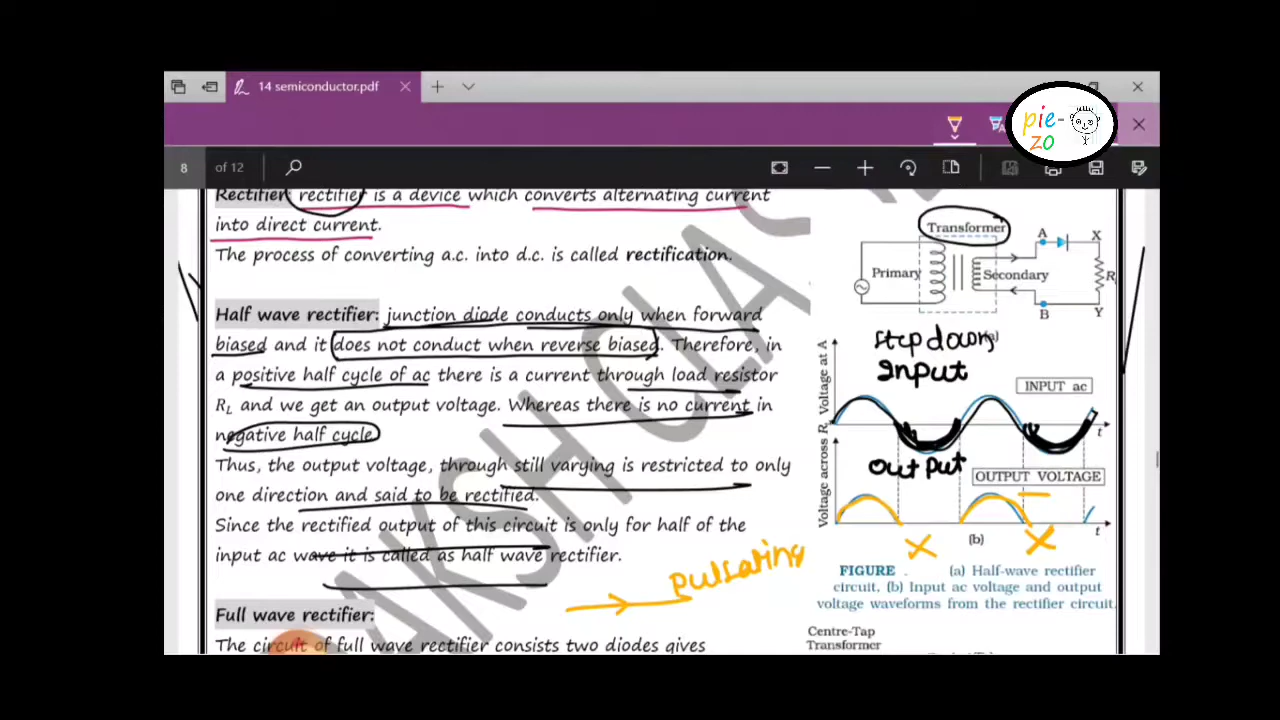 14 semiconductor.pdf
pie-
zo
8 of 12
Rectifier rectifier is a device which converts alternating current
into direct current.
The process of converting a.c. into d.c. is called rectification.
Half wave rectifier: junction diode conducts only when forward
biased and it does not conduct when reverse biased. Therefore, in
a positive half cycle of ac there is a current through load resistor
RL and we get an output voltage. Whereas there is no current in
negative half cycle
Thus, the output voltage, through still varying is restricted to only
one direction and said to be rectified.
Since the rectified output of this circuit is only for half of the
input ac wave it is called as half wave rectifier.
pulsating
Full wave rectifier:
The circuit of full wave rectifier consists two diodes gives
AKSH CLAS
Transformer
A
X
Primary
Secondary
R
B
Y
Step down
(a)
Input
Voltage at A
INPUT ac
t
Output
Voltage across R
OUTPUT VOLTAGE
t
(b)
FIGURE . (a) Half-wave rectifier
circuit, (b) Input ac voltage and output
voltage waveforms from the rectifier circuit.
Centre-Tap
Transformer